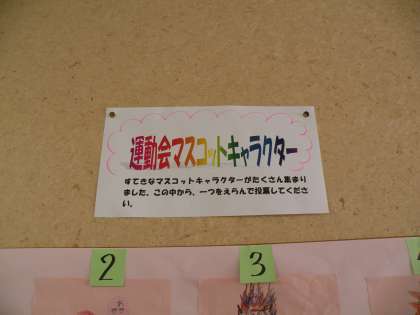 運動会マスコットキャラクター
すてきなマスコットキャラクターがたくさん集まり
ました。この中から、一つをえらんで投票してくださ
い。
2
3